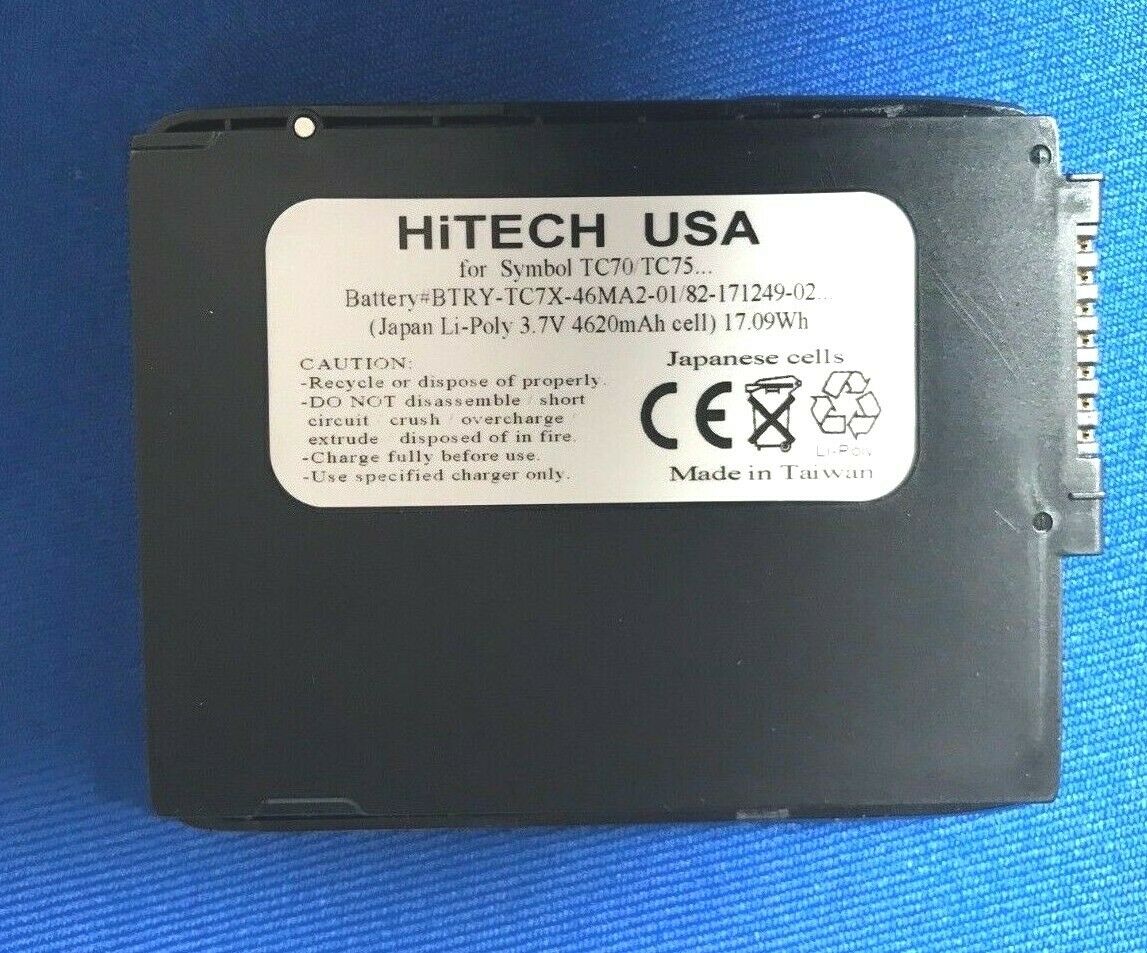 HiTECH USA
for Symbol TC70/TC75...
Battery#BTRY-TC7X-46MA2-01/82-171249-02...
(Japan Li-Poly 3.7V 4620mAh cell) 17.09Wh
CAUTION:
-Recycle or dispose of properly.
-DO NOT disassemble / short
circuit / crush / overcharge /
extrude / disposed of in fire.
-Charge fully before use.
-Use specified charger only.
Japanese cells
CE
Li-Poly
Made in Taiwan